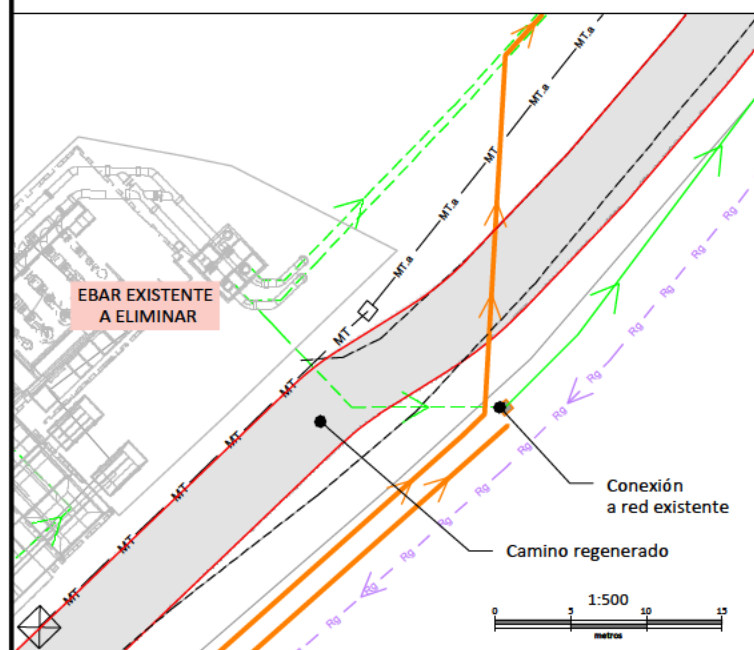 MT.a
MT.a
MT
MT.a
MT.a
MT.a
Rg
Rg
Rg
EBAR EXISTENTE
A ELIMINAR
MT
MT
MT
MT
MT
MT
Rg
Rg
Rg
Rg
Rg
Rg
Rg
Rg
Conexión
a red existente
Camino regenerado
1:500
0 5 10 15
metros